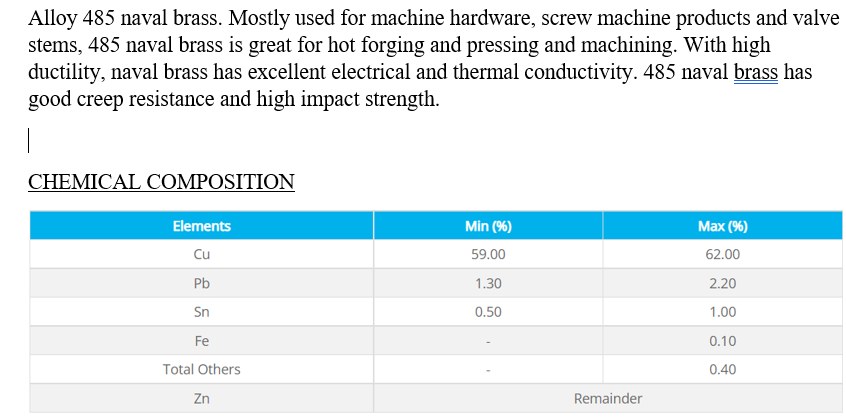 Alloy 485 naval brass. Mostly used for machine hardware, screw machine products and valve
stems, 485 naval brass is great for hot forging and pressing and machining. With high
ductility, naval brass has excellent electrical and thermal conductivity. 485 naval brass has
good creep resistance and high impact strength.
CHEMICAL COMPOSITION
Elements Min (%) Max (%)
Cu 59.00 62.00
Pb 1.30 2.20
Sn 0.50 1.00
Fe - 0.10
Total Others - 0.40
Zn Remainder